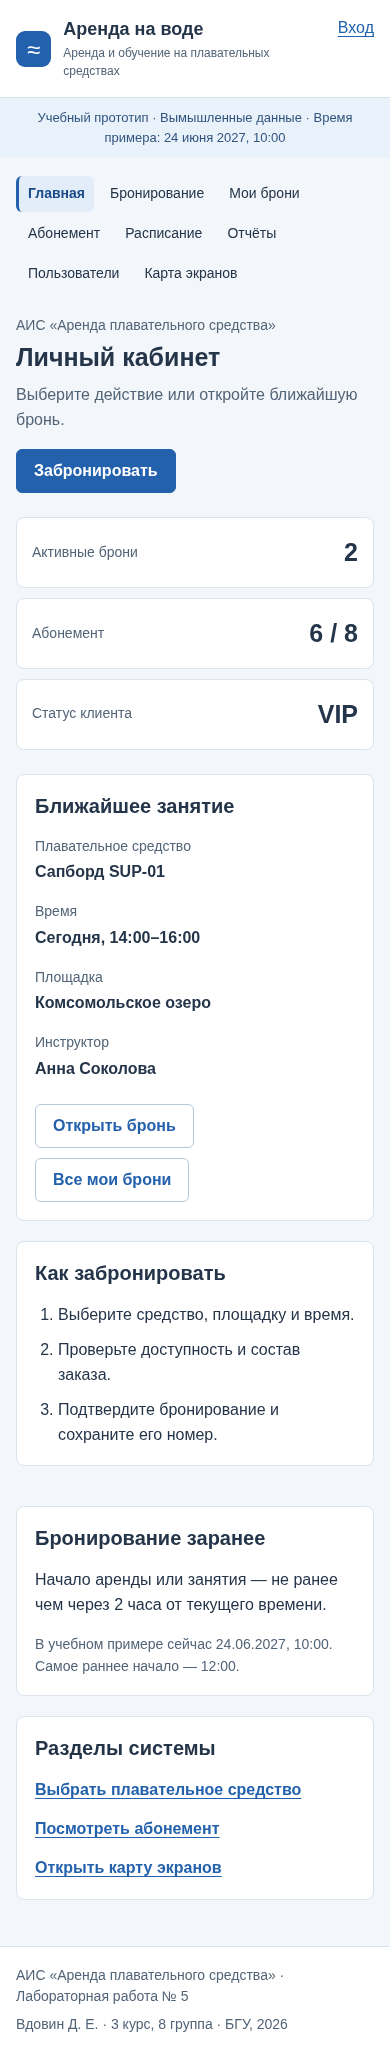 ≈
Аренда на воде
Аренда и обучение на плавательных
средствах
Вход
Учебный прототип · Вымышленные данные · Время
примера: 24 июня 2027, 10:00
Главная Бронирование Мои брони
Абонемент Расписание Отчёты
Пользователи Карта экранов
АИС «Аренда плавательного средства»
Личный кабинет
Выберите действие или откройте ближайшую
бронь.
Забронировать
Активные брони 2
Абонемент 6 / 8
Статус клиента VIP
Ближайшее занятие
Плавательное средство
Сапборд SUP-01
Время
Сегодня, 14:00–16:00
Площадка
Комсомольское озеро
Инструктор
Анна Соколова
Открыть бронь
Все мои брони
Как забронировать
1. Выберите средство, площадку и время.
2. Проверьте доступность и состав
заказа.
3. Подтвердите бронирование и
сохраните его номер.
Бронирование заранее
Начало аренды или занятия — не ранее
чем через 2 часа от текущего времени.
В учебном примере сейчас 24.06.2027, 10:00.
Самое раннее начало — 12:00.
Разделы системы
Выбрать плавательное средство
Посмотреть абонемент
Открыть карту экранов
АИС «Аренда плавательного средства» ·
Лабораторная работа № 5
Вдовин Д. Е. · 3 курс, 8 группа · БГУ, 2026